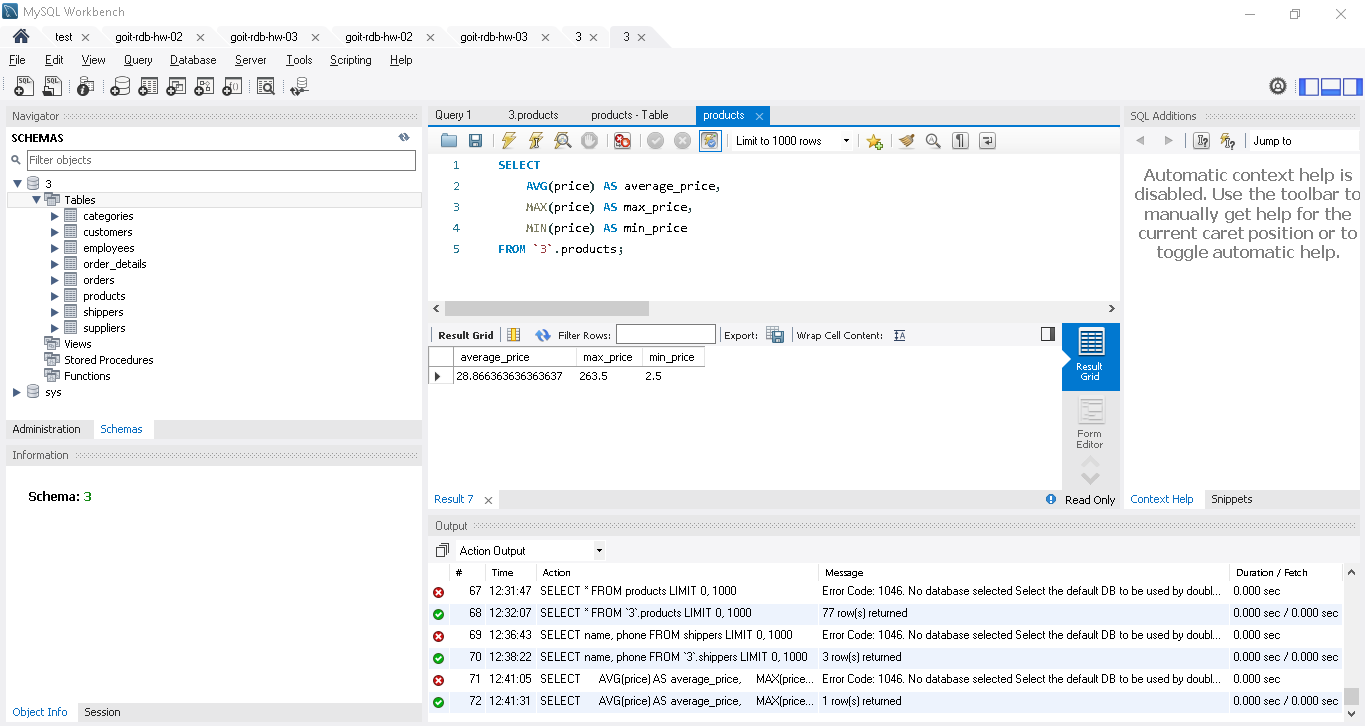 MySQL Workbench
test goit-rdb-hw-02 goit-rdb-hw-03 goit-rdb-hw-02 goit-rdb-hw-03 3 3
File Edit View Query Database Server Tools Scripting Help
Navigator
SCHEMAS
Filter objects
3
Tables
categories
customers
employees
order_details
orders
products
shippers
suppliers
Views
Stored Procedures
Functions
sys
Administration Schemas
Information
Schema: 3
Object Info Session
Query 1 3.products products - Table products
Limit to 1000 rows
1 SELECT
2 AVG(price) AS average_price,
3 MAX(price) AS max_price,
4 MIN(price) AS min_price
5 FROM `3`.products;
Result Grid Filter Rows: Export: Wrap Cell Content:
average_price max_price min_price
28.866363636363637 263.5 2.5
Result Grid
Form Editor
Result 7 Read Only
SQL Additions
Jump to
Automatic context help is
disabled. Use the toolbar to
manually get help for the
current caret position or to
toggle automatic help.
Context Help Snippets
Output
Action Output
# Time Action Message Duration / Fetch
67 12:31:47 SELECT * FROM products LIMIT 0, 1000 Error Code: 1046. No database selected Select the default DB to be used by doubl... 0.000 sec
68 12:32:07 SELECT * FROM `3`.products LIMIT 0, 1000 77 row(s) returned 0.000 sec / 0.000 sec
69 12:36:43 SELECT name, phone FROM shippers LIMIT 0, 1000 Error Code: 1046. No database selected Select the default DB to be used by doubl... 0.000 sec
70 12:38:22 SELECT name, phone FROM `3`.shippers LIMIT 0, 1000 3 row(s) returned 0.000 sec / 0.000 sec
71 12:41:05 SELECT AVG(price) AS average_price, MAX(price... Error Code: 1046. No database selected Select the default DB to be used by doubl... 0.000 sec
72 12:41:31 SELECT AVG(price) AS average_price, MAX(price... 1 row(s) returned 0.000 sec / 0.000 sec